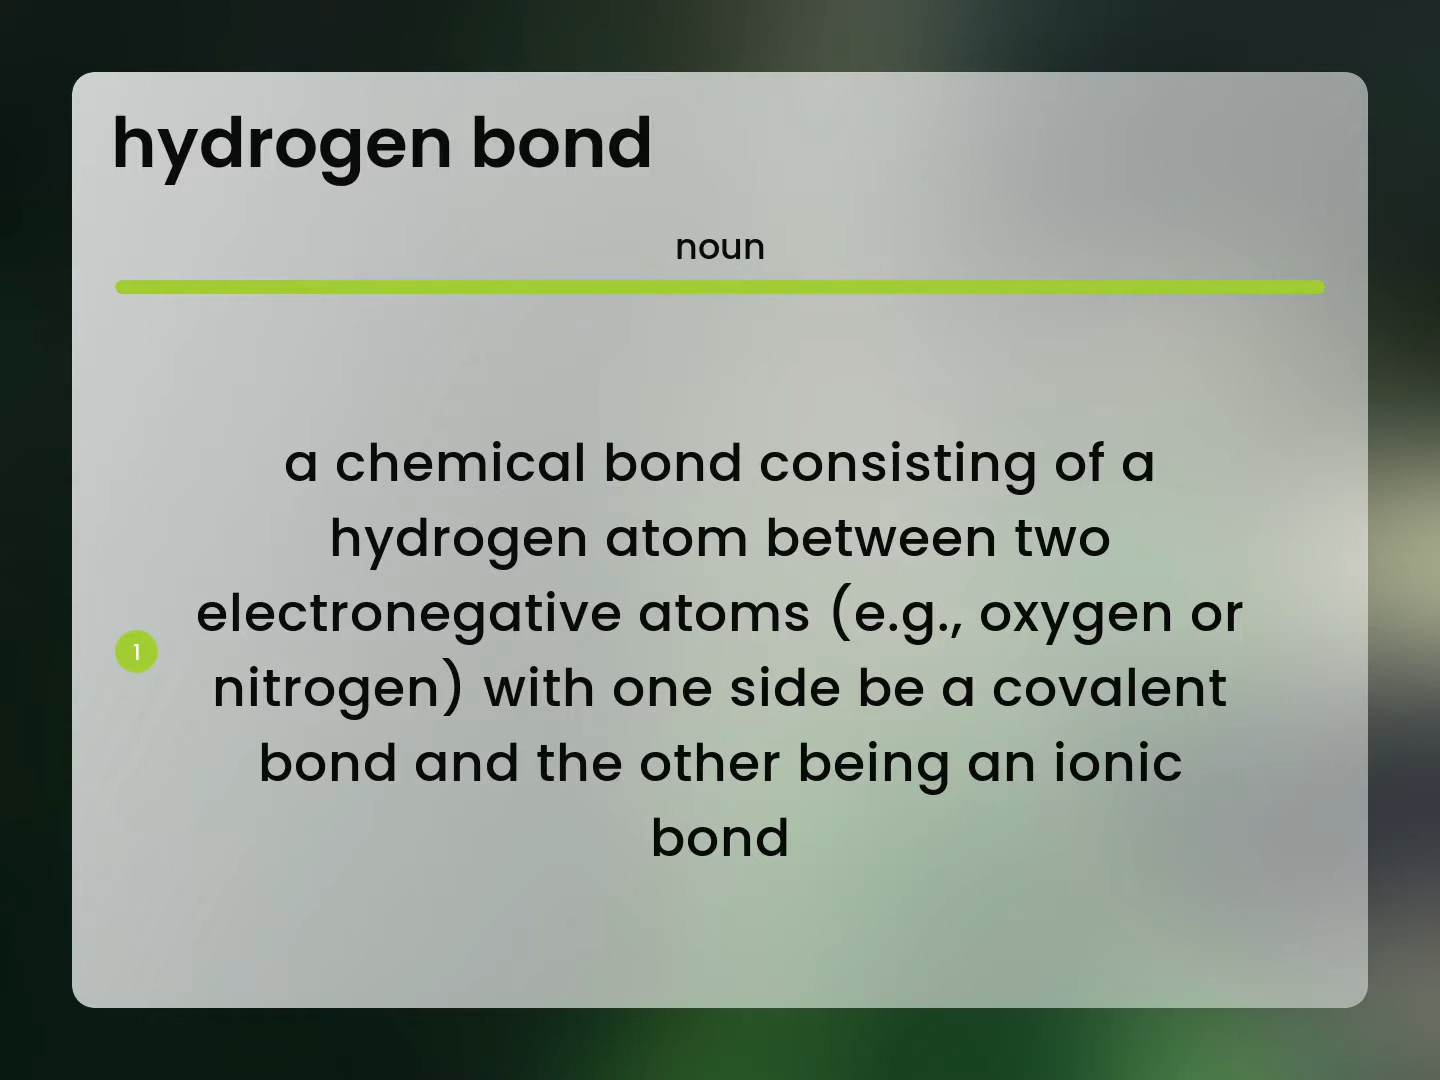 hydrogen bond
noun
a chemical bond consisting of a
hydrogen atom between two
electronegative atoms (e.g., oxygen or
1
nitrogen) with one side be a covalent
bond and the other being an ionic
bond